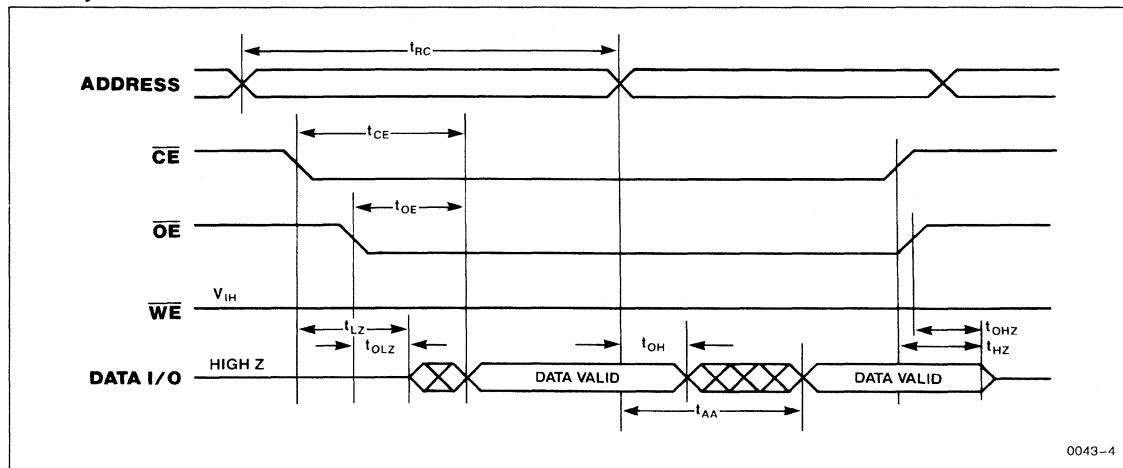 tRC
ADDRESS
tCE
CE
tOE
OE
VIH
WE
tLZ
tOHZ
tOLZ
tOH
tHZ
HIGH Z
DATA I/O
DATA VALID
DATA VALID
tAA
0043-4